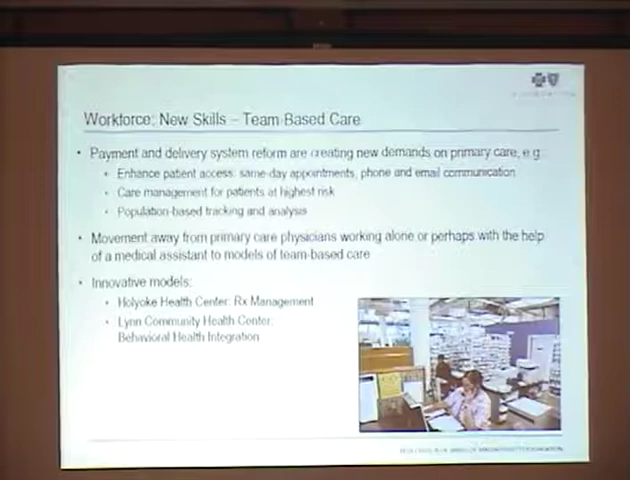 Workforce: New Skills – Team-Based Care
• Payment and delivery system reform are creating new demands on primary care, e.g.:
• Enhance patient access: same-day appointments, phone and email communication
• Care management for patients at highest risk
• Population-based tracking and analysis
• Movement away from primary care physicians working alone or perhaps with the help
of a medical assistant to models of team-based care
• Innovative models:
• Holyoke Health Center: Rx Management
• Lynn Community Health Center:
Behavioral Health Integration